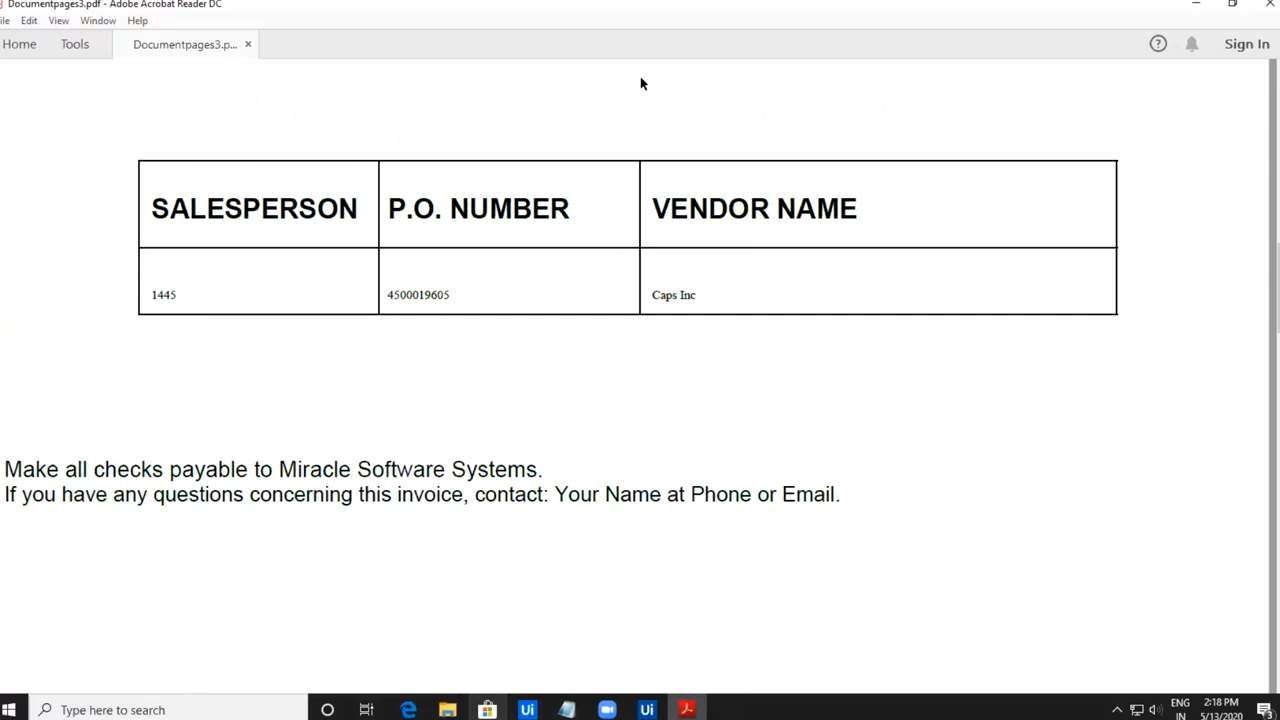 Documentpages3.pdf - Adobe Acrobat Reader DC
Edit View Window Help
Home Tools Documentpages3.p... × ? Sign In
SALESPERSON P.O. NUMBER VENDOR NAME
1445 4500019605 Caps Inc
Make all checks payable to Miracle Software Systems.
If you have any questions concerning this invoice, contact: Your Name at Phone or Email.
Type here to search Ui Ui ENG 2:18 PM
IN 5/13/2020